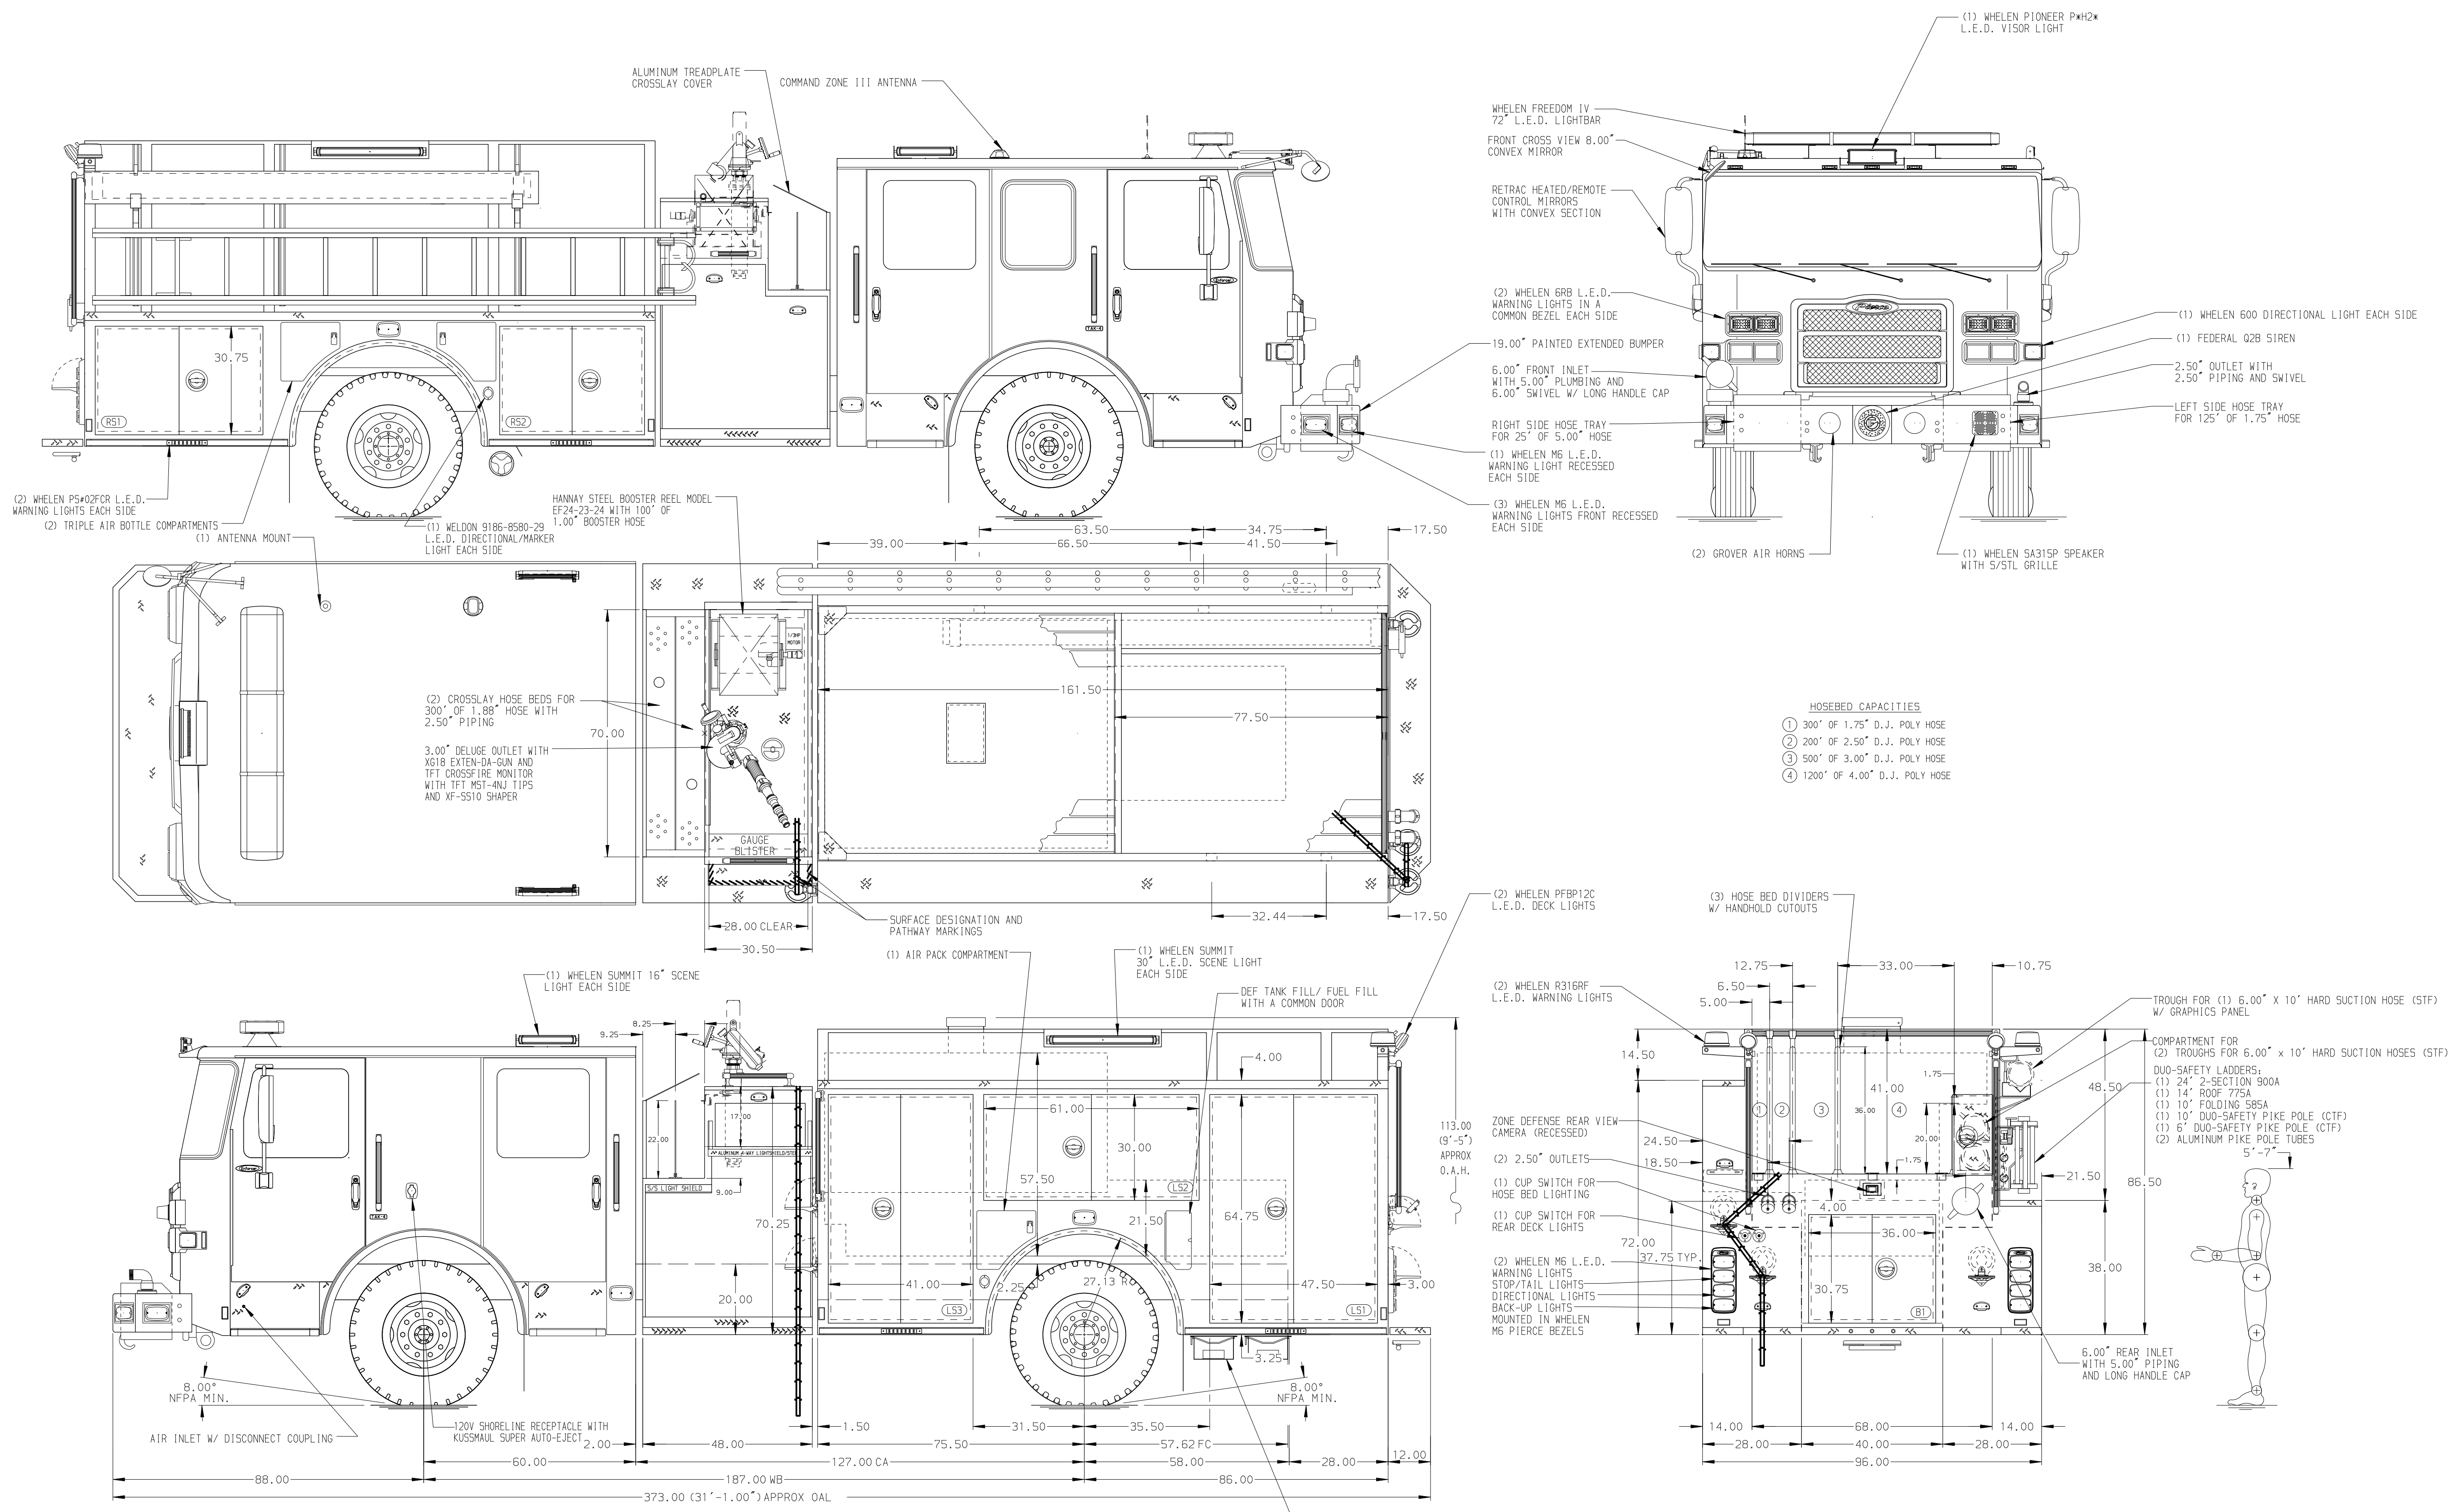 (1) WHELEN PIONEER P*H2*
L.E.D. VISOR LIGHT
ALUMINUM TREADPLATE
CROSSLAY COVER
COMMAND ZONE III ANTENNA
30.75
RS1
RS2
TAK-4
(2) WHELEN PS#02FCR L.E.D.
WARNING LIGHTS EACH SIDE
(2) TRIPLE AIR BOTTLE COMPARTMENTS
(1) WELDON 9186-8580-29
L.E.D. DIRECTIONAL/MARKER
LIGHT EACH SIDE
WHELEN FREEDOM IV
72" L.E.D. LIGHTBAR
FRONT CROSS VIEW 8.00"
CONVEX MIRROR
RETRAC HEATED/REMOTE
CONTROL MIRRORS
WITH CONVEX SECTION
(2) WHELEN 6RB L.E.D.
WARNING LIGHTS IN A
COMMON BEZEL EACH SIDE
19.00" PAINTED EXTENDED BUMPER
6.00" FRONT INLET
WITH 5.00" PLUMBING AND
6.00" SWIVEL W/ LONG HANDLE CAP
RIGHT SIDE HOSE TRAY
FOR 25' OF 5.00" HOSE
(1) WHELEN M6 L.E.D.
WARNING LIGHT RECESSED
EACH SIDE
(3) WHELEN M6 L.E.D.
WARNING LIGHTS FRONT RECESSED
EACH SIDE
Pierce
(1) WHELEN 600 DIRECTIONAL LIGHT EACH SIDE
(1) FEDERAL Q2B SIREN
2.50" OUTLET WITH
2.50" PIPING AND SWIVEL
LEFT SIDE HOSE TRAY
FOR 125' OF 1.75" HOSE
(2) GROVER AIR HORNS
(1) WHELEN SA315P SPEAKER
WITH S/STL GRILLE
HANNAY STEEL BOOSTER REEL MODEL
EF24-23-24 WITH 100' OF
1.00" BOOSTER HOSE
(1) ANTENNA MOUNT
63.50
34.75
17.50
39.00
66.50
41.50
1/3HP
MOTOR
(2) CROSSLAY HOSE BEDS FOR
300' OF 1.88" HOSE WITH
2.50" PIPING
70.00
3.00" DELUGE OUTLET WITH
XG18 EXTEN-DA-GUN AND
TFT CROSSFIRE MONITOR
WITH TFT MST-4NJ TIPS
AND XF-SS10 SHAPER
161.50
77.50
GAUGE
BLISTER
28.00 CLEAR
30.50
SURFACE DESIGNATION AND
PATHWAY MARKINGS
32.44
17.50
HOSEBED CAPACITIES
1 300' OF 1.75" D.J. POLY HOSE
2 200' OF 2.50" D.J. POLY HOSE
3 500' OF 3.00" D.J. POLY HOSE
4 1200' OF 4.00" D.J. POLY HOSE
(1) WHELEN SUMMIT 16" SCENE
LIGHT EACH SIDE
(1) AIR PACK COMPARTMENT
(1) WHELEN SUMMIT
30" L.E.D. SCENE LIGHT
EACH SIDE
(2) WHELEN PFBP12C
L.E.D. DECK LIGHTS
DEF TANK FILL/ FUEL FILL
WITH A COMMON DOOR
8.25
9.25
22.00
17.00
ALUMINUM A-WAY LIGHTSHIELD/STEP
9.00
S/S LIGHT SHIELD
70.25
20.00
4.00
61.00
30.00
57.50
LS2
21.50
64.75
41.00
2.25
27.13 R
47.50
3.00
LS3
LS1
3.25
113.00
(9'-5")
APPROX
O.A.H.
TAK-4
8.00°
NFPA MIN.
8.00°
NFPA MIN.
AIR INLET W/ DISCONNECT COUPLING
120V SHORELINE RECEPTACLE WITH
KUSSMAUL SUPER AUTO-EJECT
2.00
48.00
1.50
31.50
35.50
75.50
57.62 FC
12.00
60.00
127.00 CA
58.00
28.00
88.00
187.00 WB
86.00
373.00 (31'-1.00") APPROX OAL
(3) HOSE BED DIVIDERS
W/ HANDHOLD CUTOUTS
12.75
33.00
10.75
6.50
5.00
(2) WHELEN R316RF
L.E.D. WARNING LIGHTS
14.50
TROUGH FOR (1) 6.00" X 10' HARD SUCTION HOSE (STF)
W/ GRAPHICS PANEL
COMPARTMENT FOR
(2) TROUGHS FOR 6.00" x 10' HARD SUCTION HOSES (STF)
DUO-SAFETY LADDERS:
(1) 24' 2-SECTION 900A
(1) 14' ROOF 775A
(1) 10' FOLDING 585A
(1) 10' DUO-SAFETY PIKE POLE (CTF)
(1) 6' DUO-SAFETY PIKE POLE (CTF)
(2) ALUMINUM PIKE POLE TUBES
5'-7"
1.75
41.00
48.50
36.00
1
2
3
4
20.00
1.75
ZONE DEFENSE REAR VIEW
CAMERA (RECESSED)
24.50
(2) 2.50" OUTLETS
18.50
21.50
86.50
(1) CUP SWITCH FOR
HOSE BED LIGHTING
(1) CUP SWITCH FOR
REAR DECK LIGHTS
4.00
36.00
72.00
37.75 TYP.
(2) WHELEN M6 L.E.D.
WARNING LIGHTS
STOP/TAIL LIGHTS
DIRECTIONAL LIGHTS
BACK-UP LIGHTS
MOUNTED IN WHELEN
M6 PIERCE BEZELS
30.75
B1
38.00
6.00" REAR INLET
WITH 5.00" PIPING
AND LONG HANDLE CAP
14.00
68.00
14.00
28.00
40.00
28.00
96.00